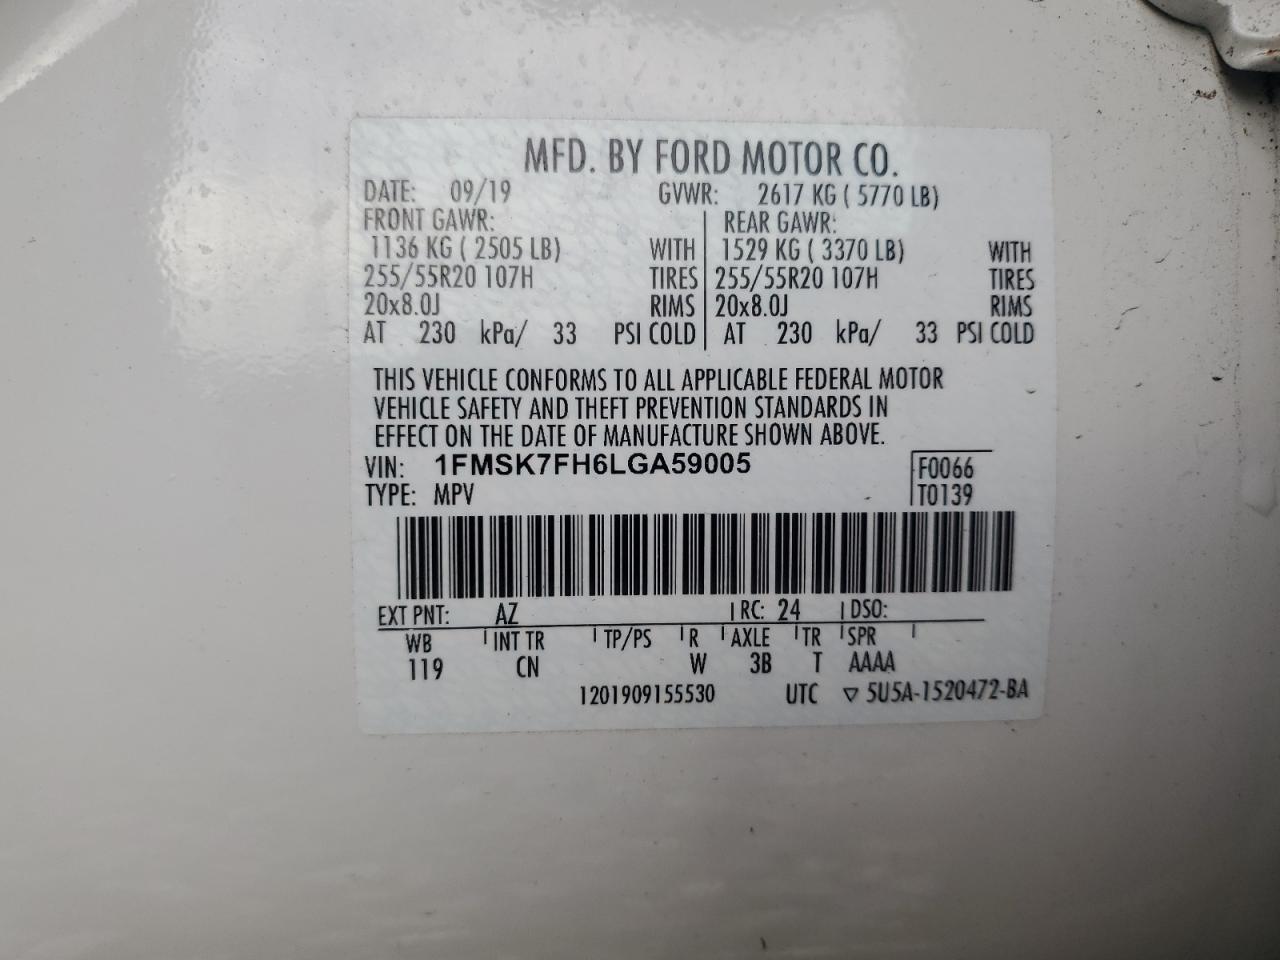 MFD. BY FORD MOTOR CO.
DATE: 09/19 GVWR: 2617 KG ( 5770 LB)
FRONT GAWR: REAR GAWR:
1136 KG ( 2505 LB) WITH 1529 KG ( 3370 LB) WITH
255/55R20 107H TIRES 255/55R20 107H TIRES
20x8.0J RIMS 20x8.0J RIMS
AT 230 kPa/ 33 PSI COLD AT 230 kPa/ 33 PSI COLD
THIS VEHICLE CONFORMS TO ALL APPLICABLE FEDERAL MOTOR
VEHICLE SAFETY AND THEFT PREVENTION STANDARDS IN
EFFECT ON THE DATE OF MANUFACTURE SHOWN ABOVE.
VIN: 1FMSK7FH6LGA59005 F0066
TYPE: MPV T0139
EXT PNT: AZ RC: 24 DSO:
WB INT TR TP/PS R AXLE TR SPR
119 CN W 3B T AAAA
1201909155530 UTC ▽ 5U5A-1520472-BA